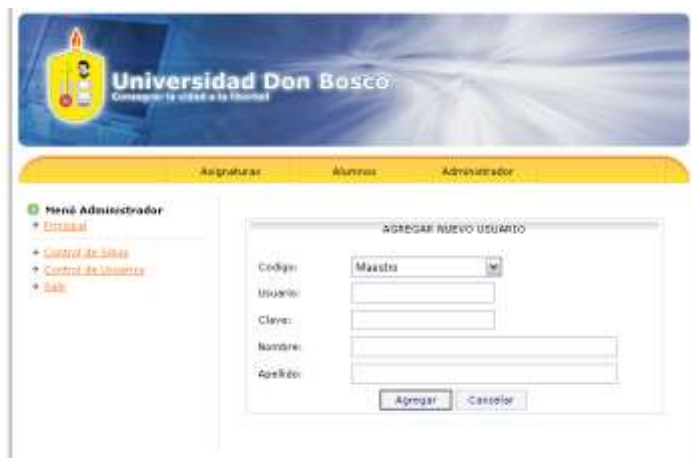 Universidad Don Bosco
Asignaturas Alumnos Administrador
Menú Administrador
Principal
Control de
Control de Usuarios
Salir
AGREGAR NUEVO USUARIO
Codigo: Maestro
Usuario:
Clave:
Nombre:
Apellido:
Agregar Cancelar